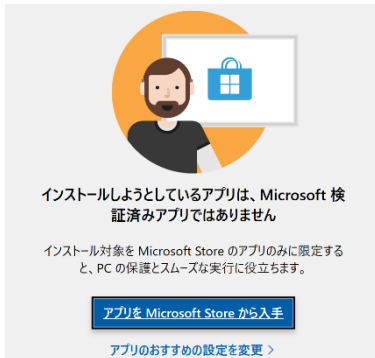 インストールしようとしているアプリは、Microsoft 検
証済みアプリではありません
インストール対象を Microsoft Store のアプリのみに限定する
と、PC の保護とスムーズな実行に役立ちます。
アプリを Microsoft Store から入手
アプリのおすすめの設定を変更 >